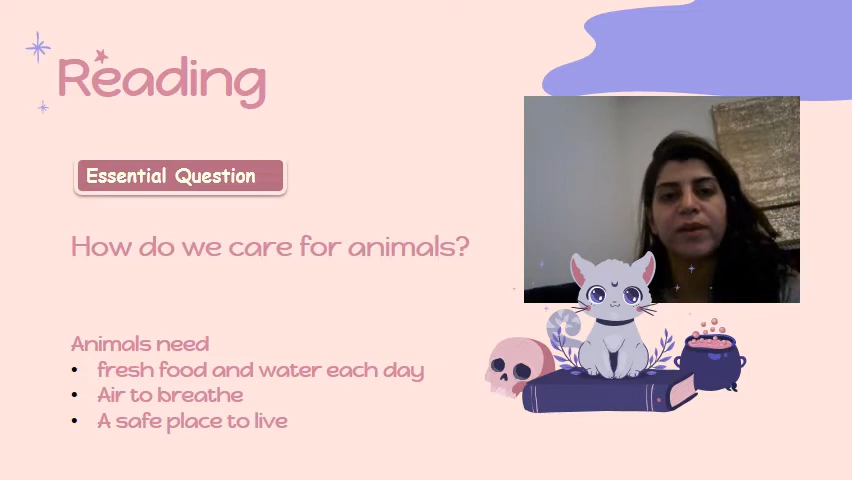 Reading
Essential Question
How do we care for animals?
Animals need
• fresh food and water each day
• Air to breathe
• A safe place to live